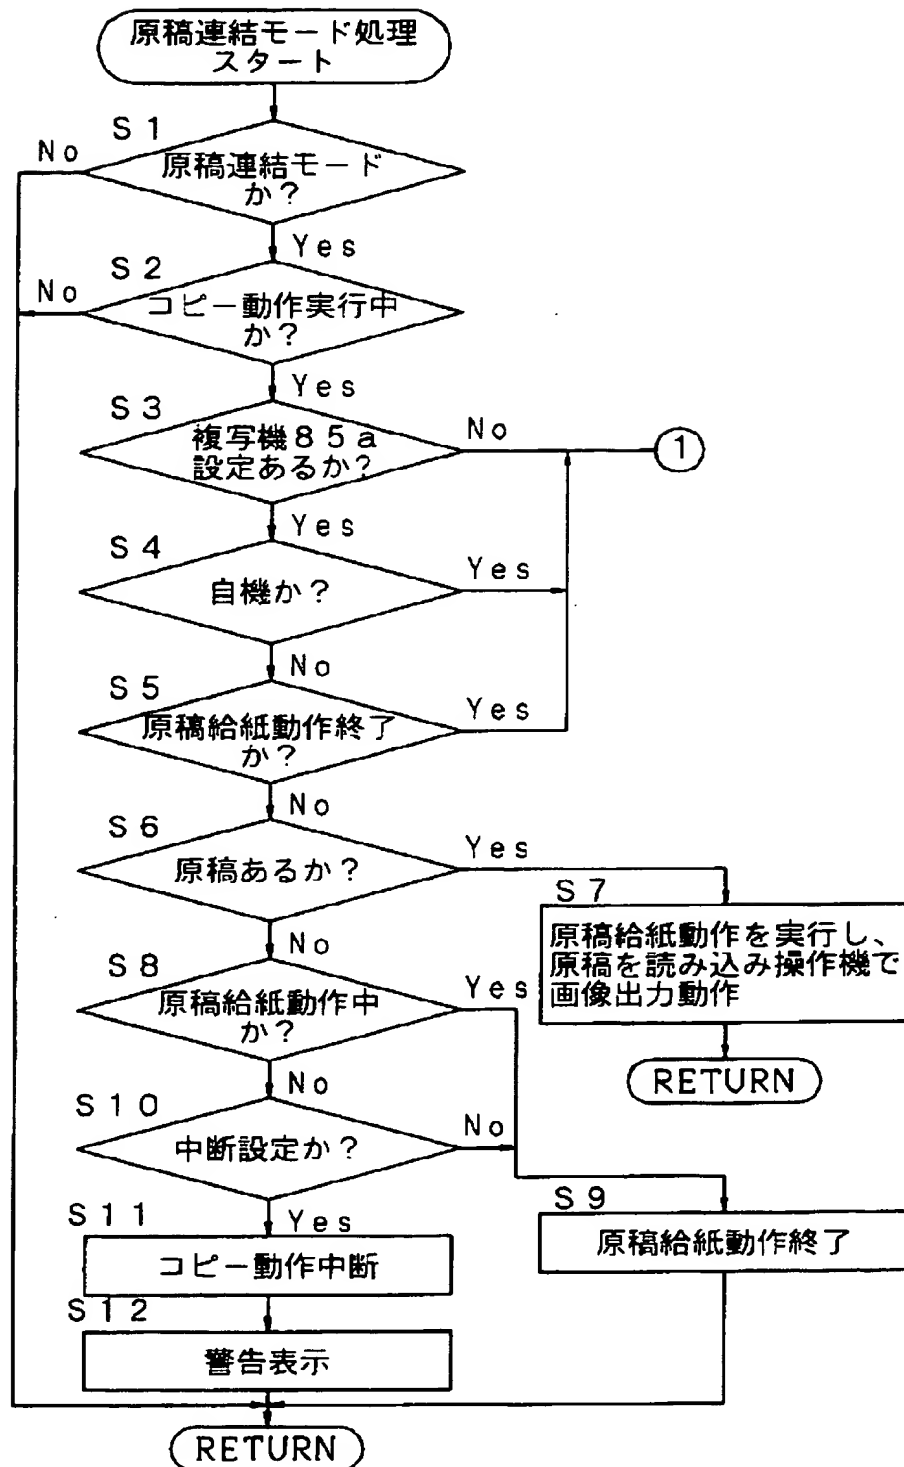 原稿連結モード処理
スタート
S1
No
原稿連結モード
か?
Yes
S2
No
コピー動作実行中
か?
Yes
S3
複写機85a
設定あるか?
No
1
Yes
S4
自機か?
Yes
No
S5
原稿給紙動作終了
か?
Yes
No
S6
原稿あるか?
Yes
S7
原稿給紙動作を実行し、
原稿を読み込み操作機で
画像出力動作
RETURN
No
S8
原稿給紙動作中
か?
Yes
No
S10
中断設定か?
No
S9
原稿給紙動作終了
Yes
S11
コピー動作中断
S12
警告表示
RETURN